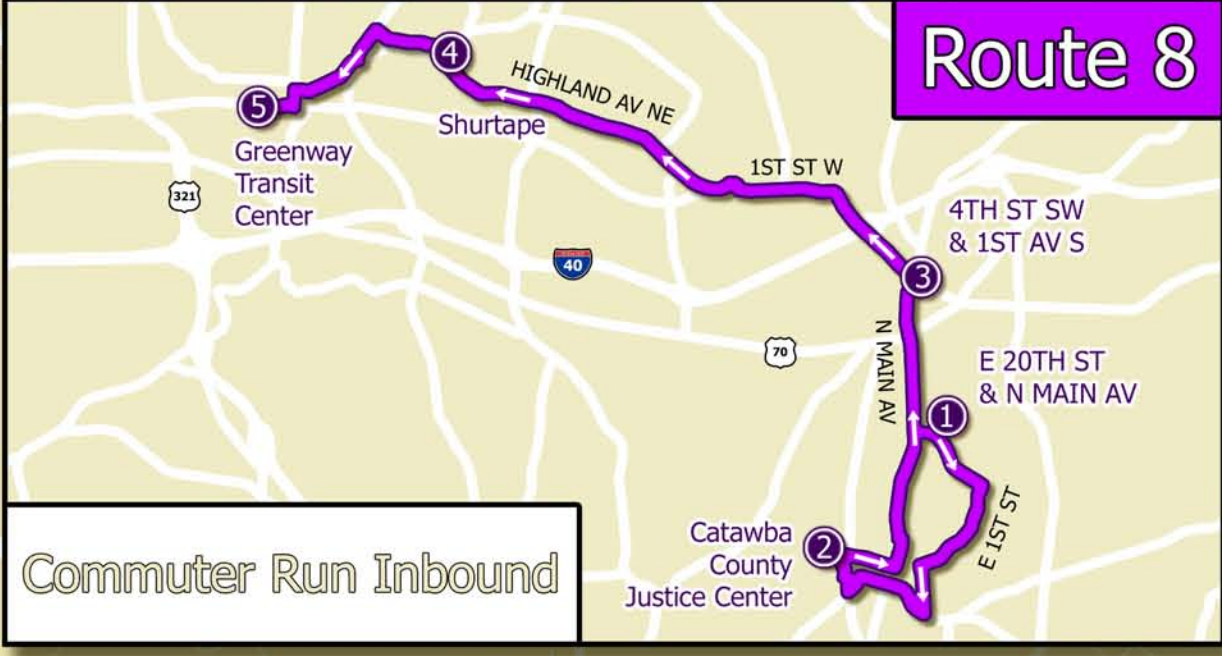 Route 8
4
HIGHLAND AV NE
5
Shurtape
Greenway
Transit
Center
321
1ST ST W
4TH ST SW
& 1ST AV S
40
3
N MAIN AV
70
E 20TH ST
& N MAIN AV
1
E 1ST ST
Catawba
County
Justice Center
2
Commuter Run Inbound